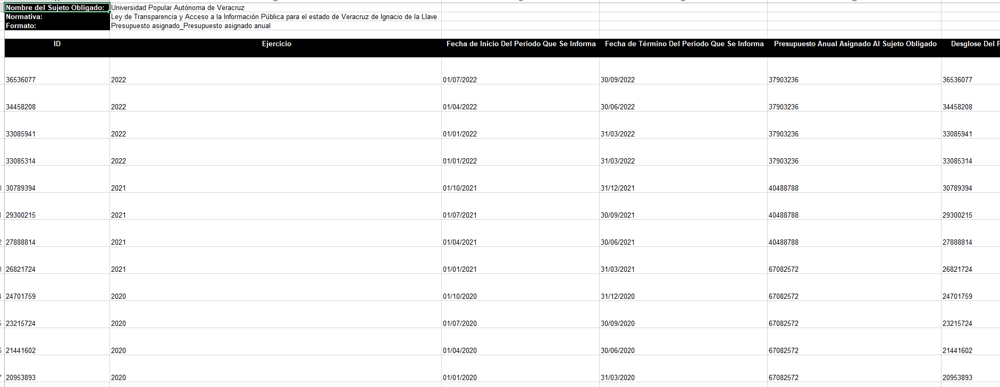 Nombre del Sujeto Obligado: Universidad Popular Autónoma de Veracruz
Normativa: Ley de Transparencia y Acceso a la Información Pública para el estado de Veracruz de Ignacio de la Llave
Formato: Presupuesto asignado_Presupuesto asignado anual
ID Ejercicio Fecha de Inicio Del Periodo Que Se Informa Fecha de Término Del Periodo Que Se Informa Presupuesto Anual Asignado Al Sujeto Obligado Desglose Del
36536077 2022 01/07/2022 30/09/2022 37903236 36536077
34458208 2022 01/04/2022 30/06/2022 37903236 34458208
33085941 2022 01/01/2022 31/03/2022 37903236 33085941
33085314 2022 01/01/2022 31/03/2022 37903236 33085314
30789394 2021 01/10/2021 31/12/2021 40488788 30789394
29300215 2021 01/07/2021 30/09/2021 40488788 29300215
27888814 2021 01/04/2021 30/06/2021 40488788 27888814
26821724 2021 01/01/2021 31/03/2021 67082572 26821724
24701759 2020 01/10/2020 31/12/2020 67082572 24701759
23215724 2020 01/07/2020 30/09/2020 67082572 23215724
21441602 2020 01/04/2020 30/06/2020 67082572 21441602
20953893 2020 01/01/2020 31/03/2020 67082572 20953893